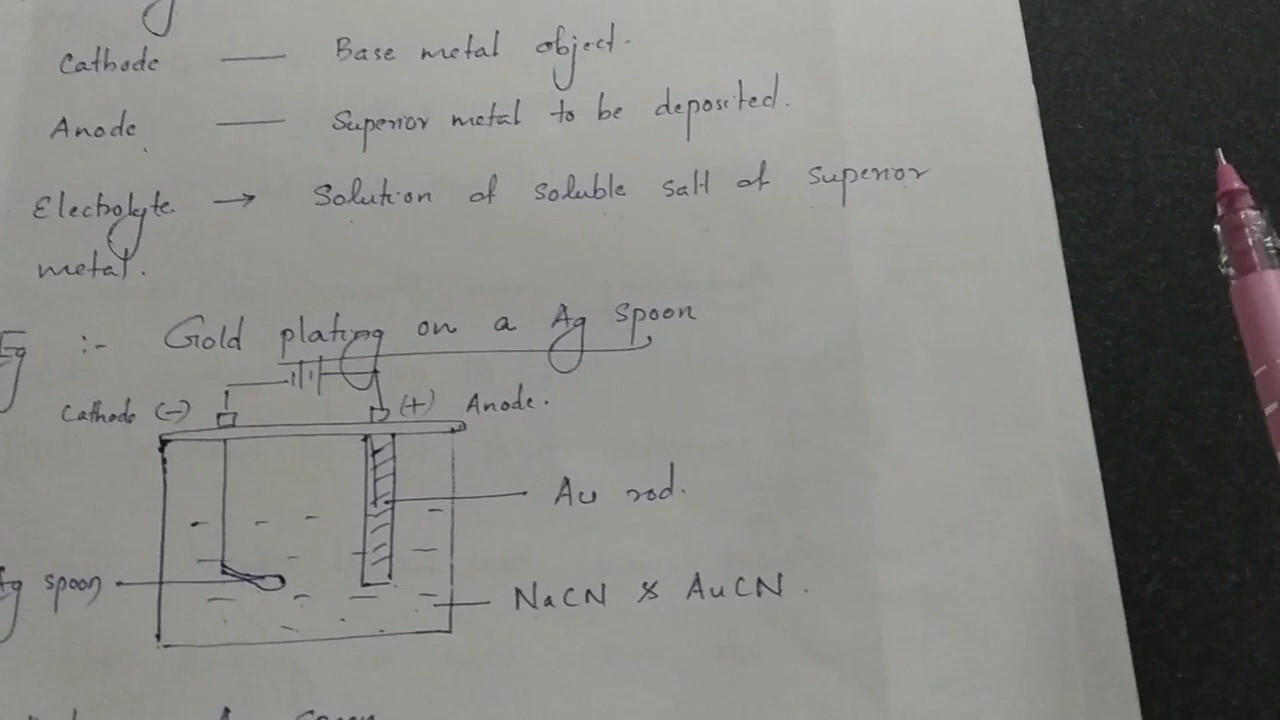 Cathode — Base metal object.
Anode — Superior metal to be deposited.
Electrolyte → Solution of soluble salt of superior
metal.
Eg :- Gold plating on a Ag spoon
Cathode (-) (+) Anode.
Au rod.
Ag spoon
NaCN & AuCN.